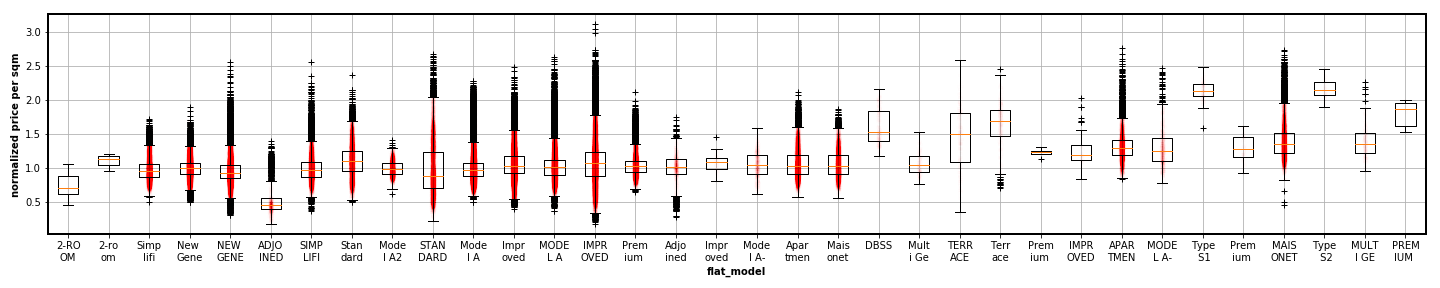 normalized price per sqm
3.0
2.5
2.0
1.5
1.0
0.5
2-RO 2-ro Simp New NEW ADJO SIMP Stan Mode STAN Mode Impr MODE IMPR Prem Adjo Impr Mode Apar Mais DBSS Mult TERR Terr Prem IMPR APAR MODE Type Prem MAIS Type MULT PREM
OM om lifi Gene GENE INED LIFI dard l A2 DARD l A oved L A OVED ium ined oved l A- tmen onet i Ge ACE ace ium OVED TMEN L A- S1 ium ONET S2 I GE IUM
flat_model